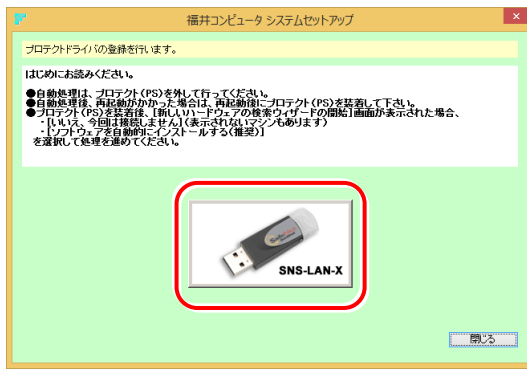 福井コンピュータ システムセットアップ
プロテクトドライバの登録を行います。
はじめにお読みください。
●自動処理は、プロテクト(PS)を外して行ってください。
●自動処理後、再起動がかかった場合は、再起動後にプロテクト(PS)を装着して下さい。
●プロテクト(PS)を装着後、[新しいハードウェアの検索ウィザードの開始]画面が表示された場合、
・[いいえ、今回は接続しません](表示されないマシンもあります)
・[ソフトウェアを自動的にインストールする(推奨)]
を選択して処理を進めてください。
SNS-LAN-X
閉じる